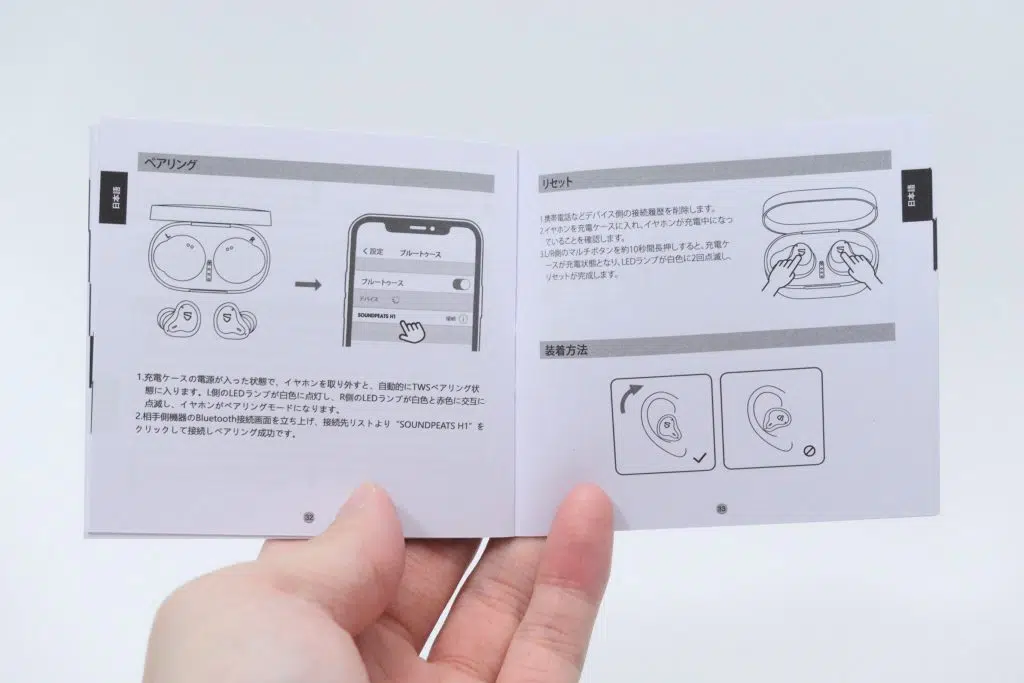 日本語
ペアリング
L
R
設定
ブルートゥース
ブルートゥース
デバイス
SOUNDPEATS H1
接続
1.充電ケースの電源が入った状態で、イヤホンを取り外すと、自動的にTWSペアリング状
態に入ります。L側のLEDランプが白色に点灯し、R側のLEDランプが白色と赤色に交互に
点滅し、イヤホンがペアリングモードになります。
2.相手側機器のBluetooth接続画面を立ち上げ、接続先リストより“SOUNDPEATS H1”を
クリックして接続しペアリング成功です。
32
日本語
リセット
1.携帯電話などデバイス側の接続履歴を削除します。
2.イヤホンを充電ケースに入れ、イヤホンが充電中になっ
ていることを確認します。
3.L/R側のマルチボタンを約10秒間長押しすると、充電ケ
ースが充電状態となり、LEDランプが白色に2回点滅し、
リセットが完成します。
装着方法
33